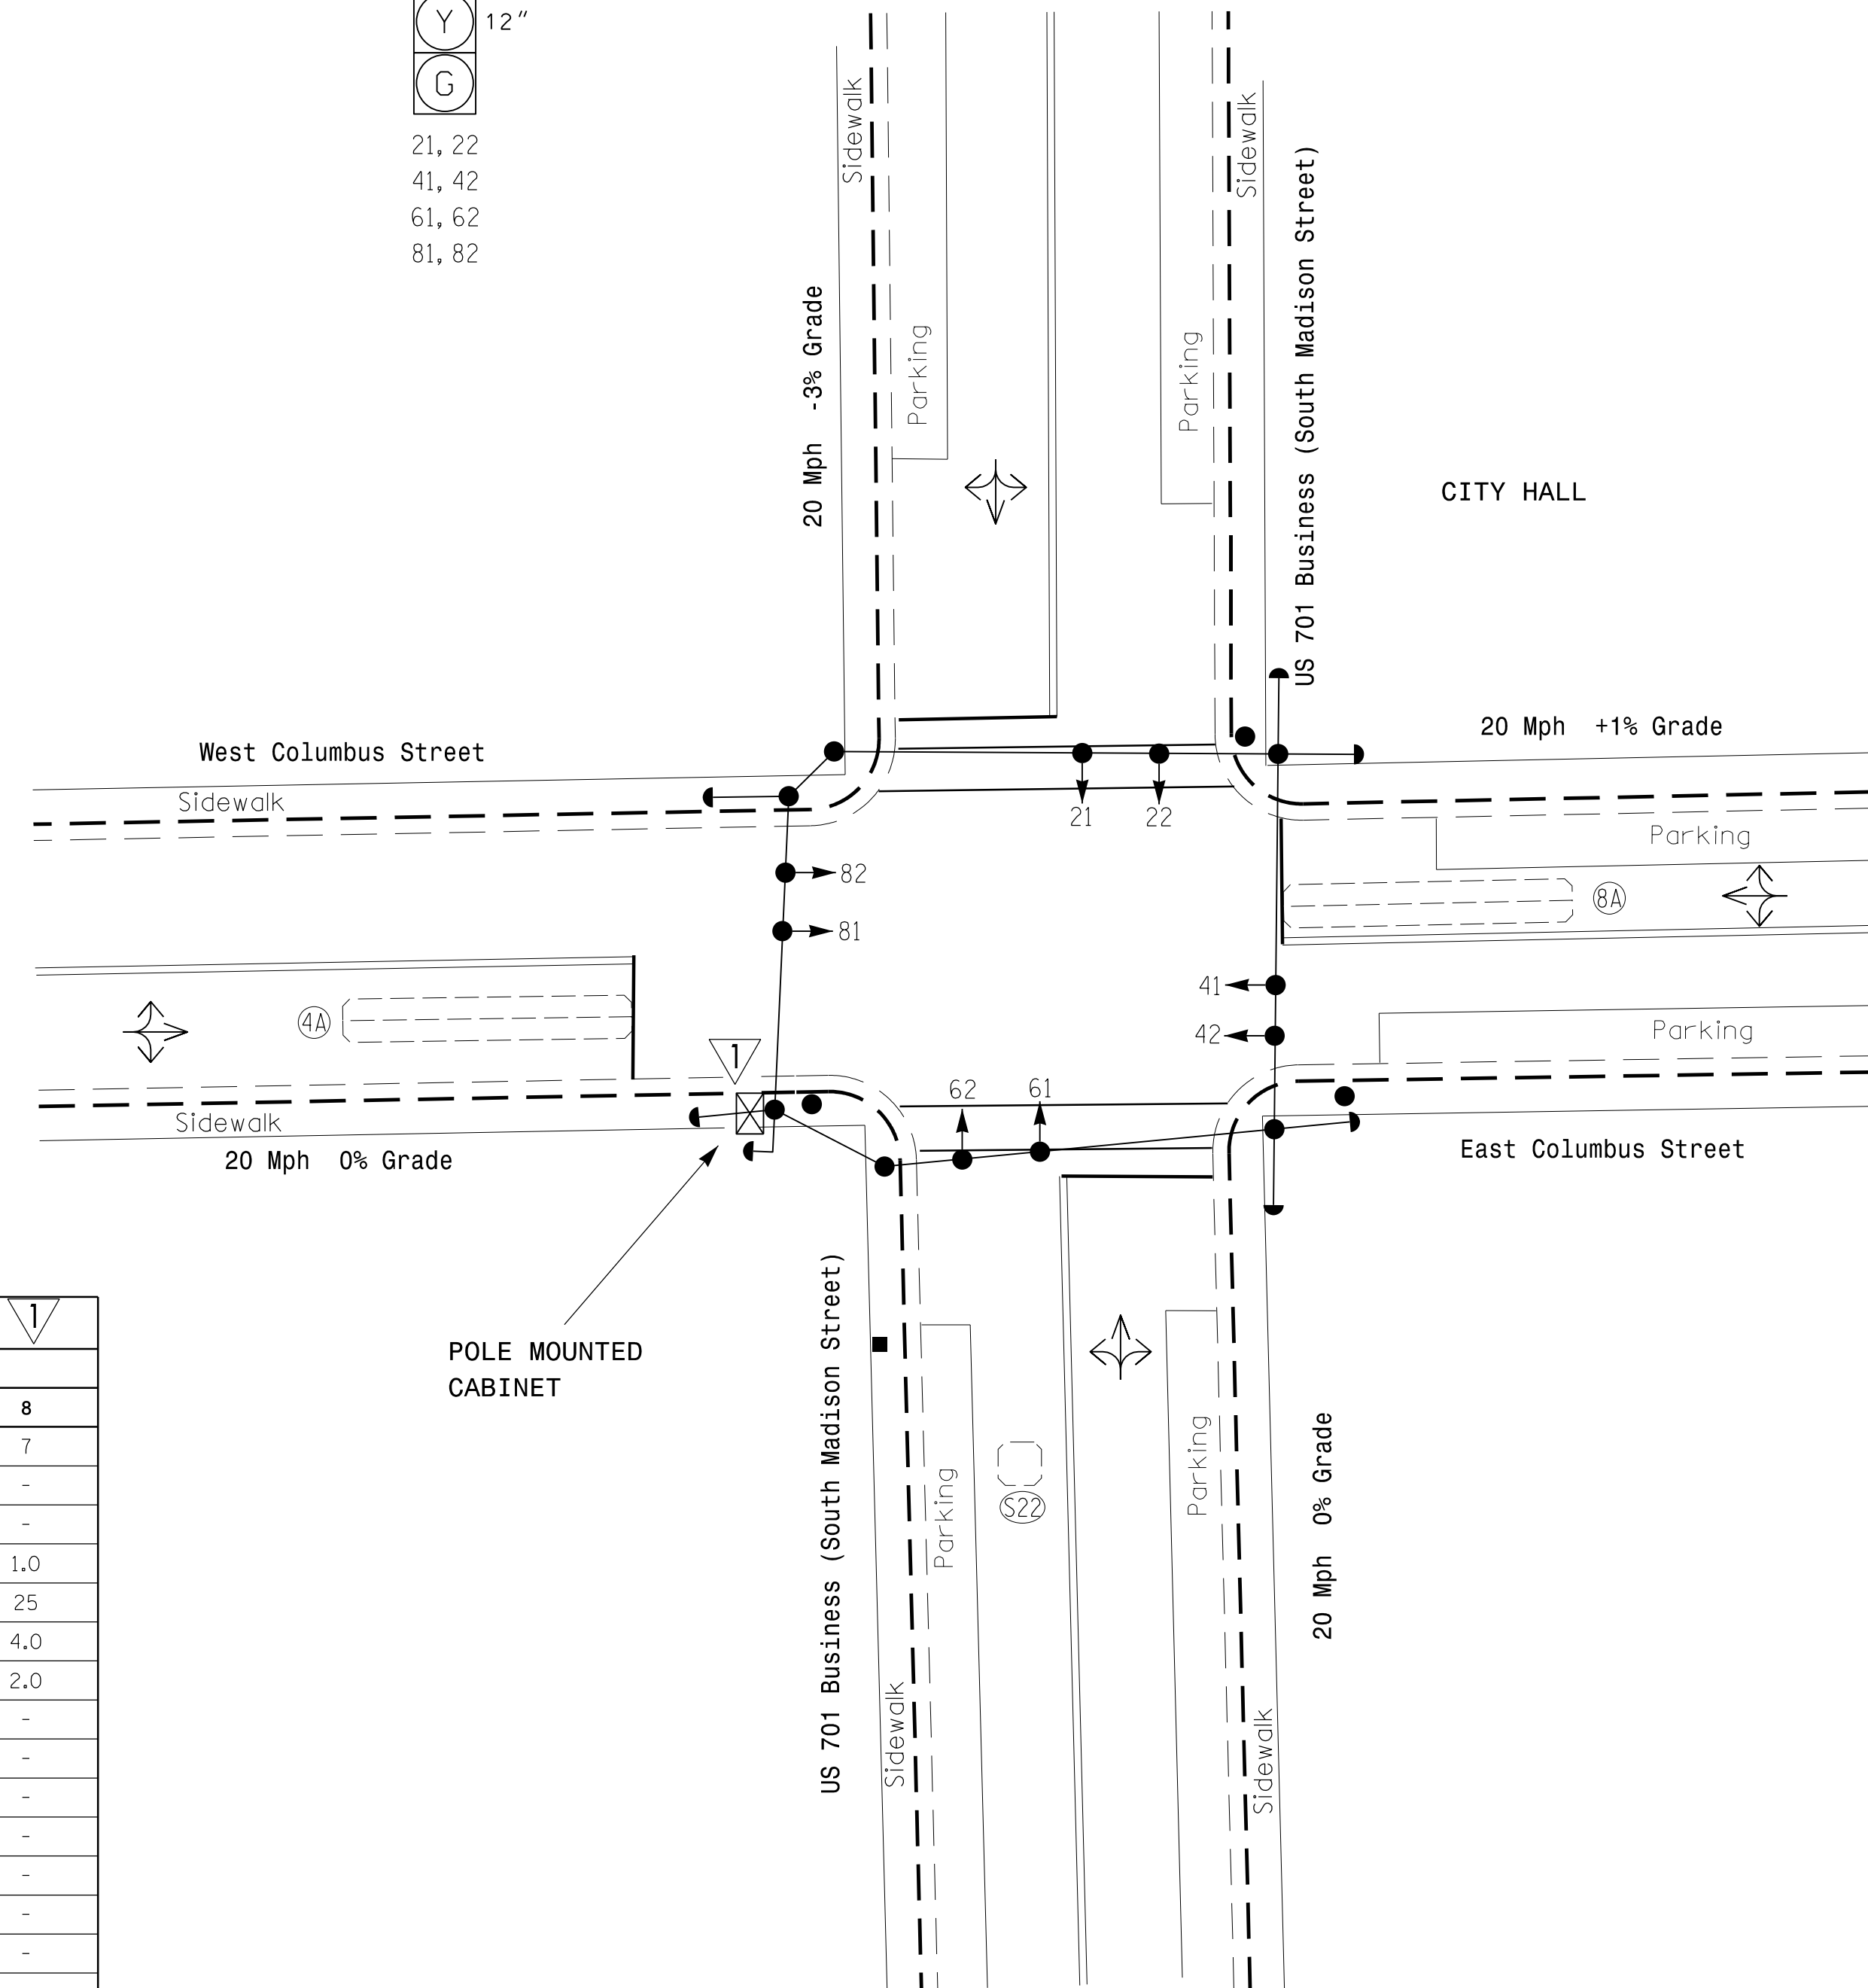 Y 12"
G
21, 22
41, 42
61, 62
81, 82
Sidewalk
Sidewalk
20 Mph -3% Grade
Parking
Parking
US 701 Business (South Madison Street)
CITY HALL
West Columbus Street
20 Mph +1% Grade
Sidewalk
21
22
Parking
82
8A
81
41
4A
42
Parking
1
62
61
Sidewalk
20 Mph 0% Grade
East Columbus Street
POLE MOUNTED
CABINET
US 701 Business (South Madison Street)
Parking
S22
Parking
20 Mph 0% Grade
Sidewalk
Sidewalk
1
8
7
-
-
1.0
25
4.0
2.0
-
-
-
-
-
-
-